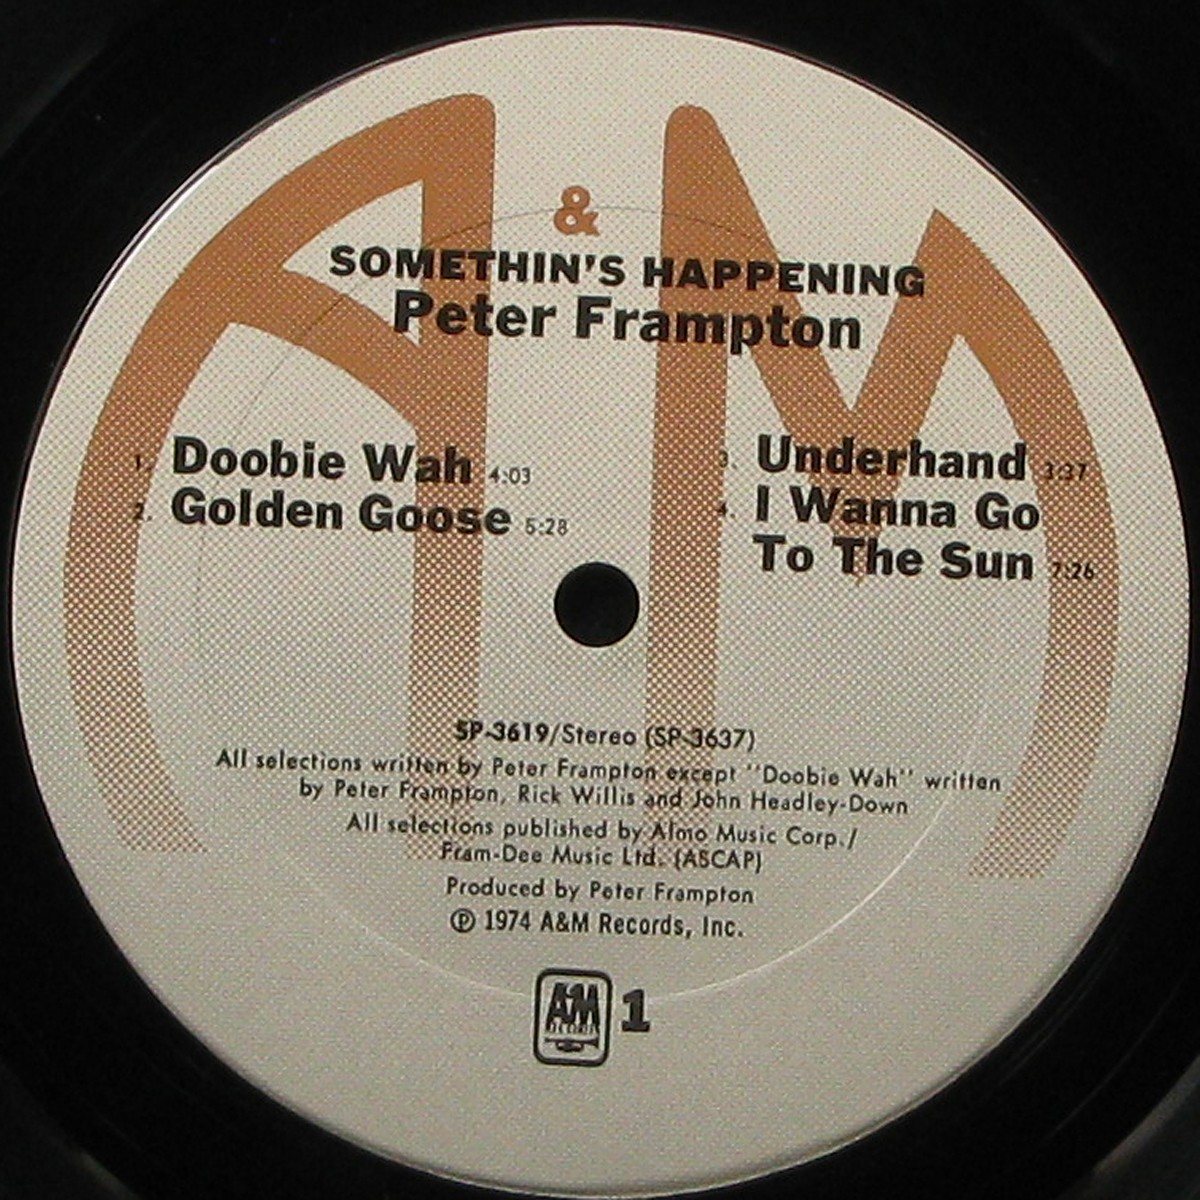 &
SOMETHIN'S HAPPENING
Peter Frampton
1. Doobie Wah 4:03
2. Golden Goose 5:28
3. Underhand 3:37
4. I Wanna Go
To The Sun 7:26
SP-3619/Stereo (SP-3637)
All selections written by Peter Frampton except "Doobie Wah" written
by Peter Frampton, Rick Willis and John Headley-Down
All selections published by Almo Music Corp./
Fram-Dee Music Ltd. (ASCAP)
Produced by Peter Frampton
Ⓟ 1974 A&M Records, Inc.
A&M RECORDS 1